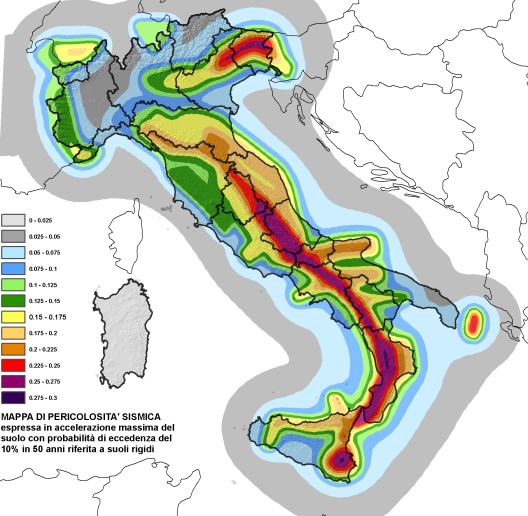 0 - 0.025
0.025 - 0.05
0.05 - 0.075
0.075 - 0.1
0.1 - 0.125
0.125 - 0.15
0.15 - 0.175
0.175 - 0.2
0.2 - 0.225
0.225 - 0.25
0.25 - 0.275
0.275 - 0.3
MAPPA DI PERICOLOSITA' SISMICA
espressa in accelerazione massima del
suolo con probabilità di eccedenza del
10% in 50 anni riferita a suoli rigidi